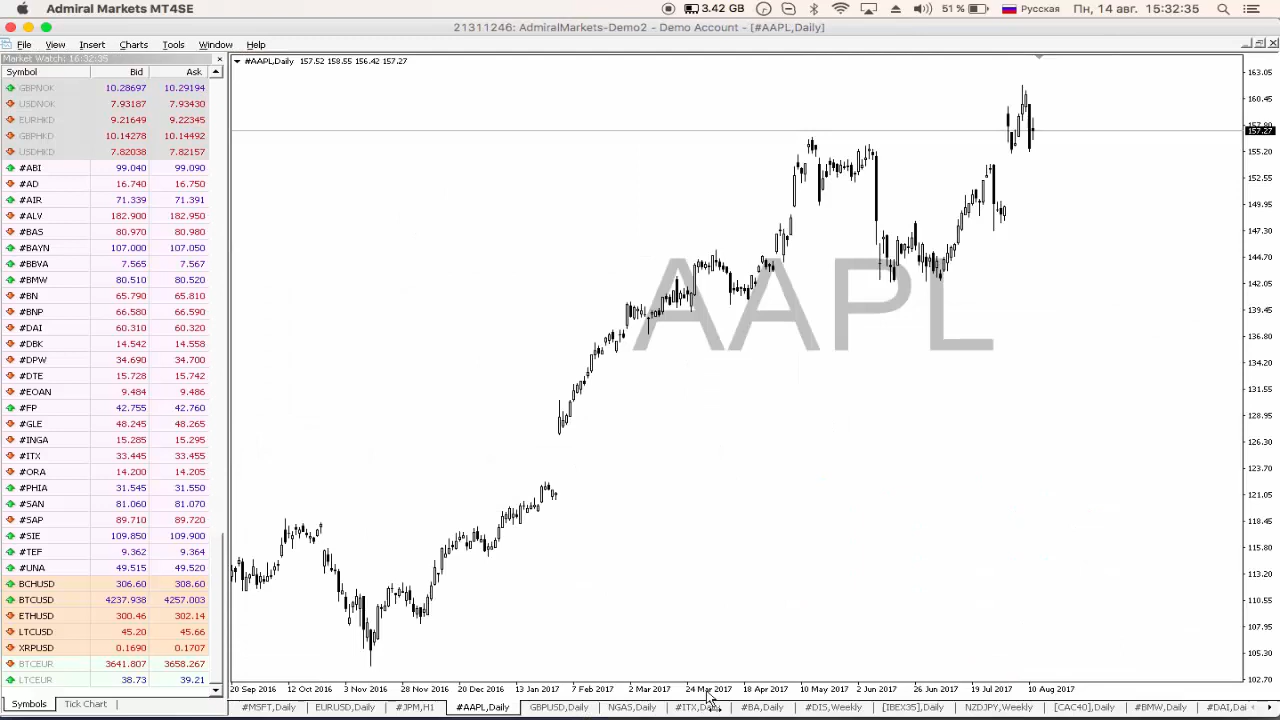 Admiral Markets MT4SE 3.42 GB 51 % Русская Пн, 14 авг. 15:32:35
21311246: AdmiralMarkets-Demo2 - Demo Account - [#AAPL,Daily]
File View Insert Charts Tools Window Help
Market Watch: 16:32:35
#AAPL,Daily 157.52 158.55 156.42 157.27
Symbol Bid Ask
GBPNOK 10.28697 10.29194
USDNOK 7.93187 7.93430
EURHKD 9.21649 9.22345
GBPHKD 10.14278 10.14492
USDHKD 7.82038 7.82157
#ABI 99.040 99.090
#AD 16.740 16.750
#AIR 71.339 71.391
#ALV 182.900 182.950
#BAS 80.970 80.980
#BAYN 107.000 107.050
#BBVA 7.565 7.567
#BMW 80.510 80.520
#BN 65.790 65.810
#BNP 66.580 66.590
#DAI 60.310 60.320
#DBK 14.542 14.558
#DPW 34.690 34.700
#DTE 15.728 15.742
#EOAN 9.484 9.486
#FP 42.755 42.760
#GLE 48.245 48.265
#INGA 15.285 15.295
#ITX 33.445 33.455
#ORA 14.200 14.205
#PHIA 31.545 31.550
#SAN 81.060 81.070
#SAP 89.710 89.720
#SIE 109.850 109.900
#TEF 9.362 9.364
#UNA 49.515 49.520
BCHUSD 306.60 308.60
BTCUSD 4237.938 4257.003
ETHUSD 300.46 302.14
LTCUSD 45.20 45.66
XRPUSD 0.1690 0.1707
BTCEUR 3641.807 3658.267
LTCEUR 38.73 39.21
Symbols Tick Chart
AAPL
163.05
160.45
157.27
155.20
152.55
149.95
147.30
144.70
142.05
139.45
136.80
134.20
131.55
128.95
126.30
123.70
121.05
118.45
115.80
113.20
110.55
107.95
105.30
102.70
20 Sep 2016 12 Oct 2016 3 Nov 2016 28 Nov 2016 20 Dec 2016 13 Jan 2017 7 Feb 2017 2 Mar 2017 24 Mar 2017 18 Apr 2017 10 May 2017 2 Jun 2017 26 Jun 2017 19 Jul 2017 10 Aug 2017
#MSFT,Daily EURUSD,Daily #JPM,H1 #AAPL,Daily GBPUSD,Daily NGAS,Daily #ITX,Daily #BA,Daily #DIS,Weekly [IBEX35],Daily NZDJPY,Weekly [CAC40],Daily #BMW,Daily #DAI,Da